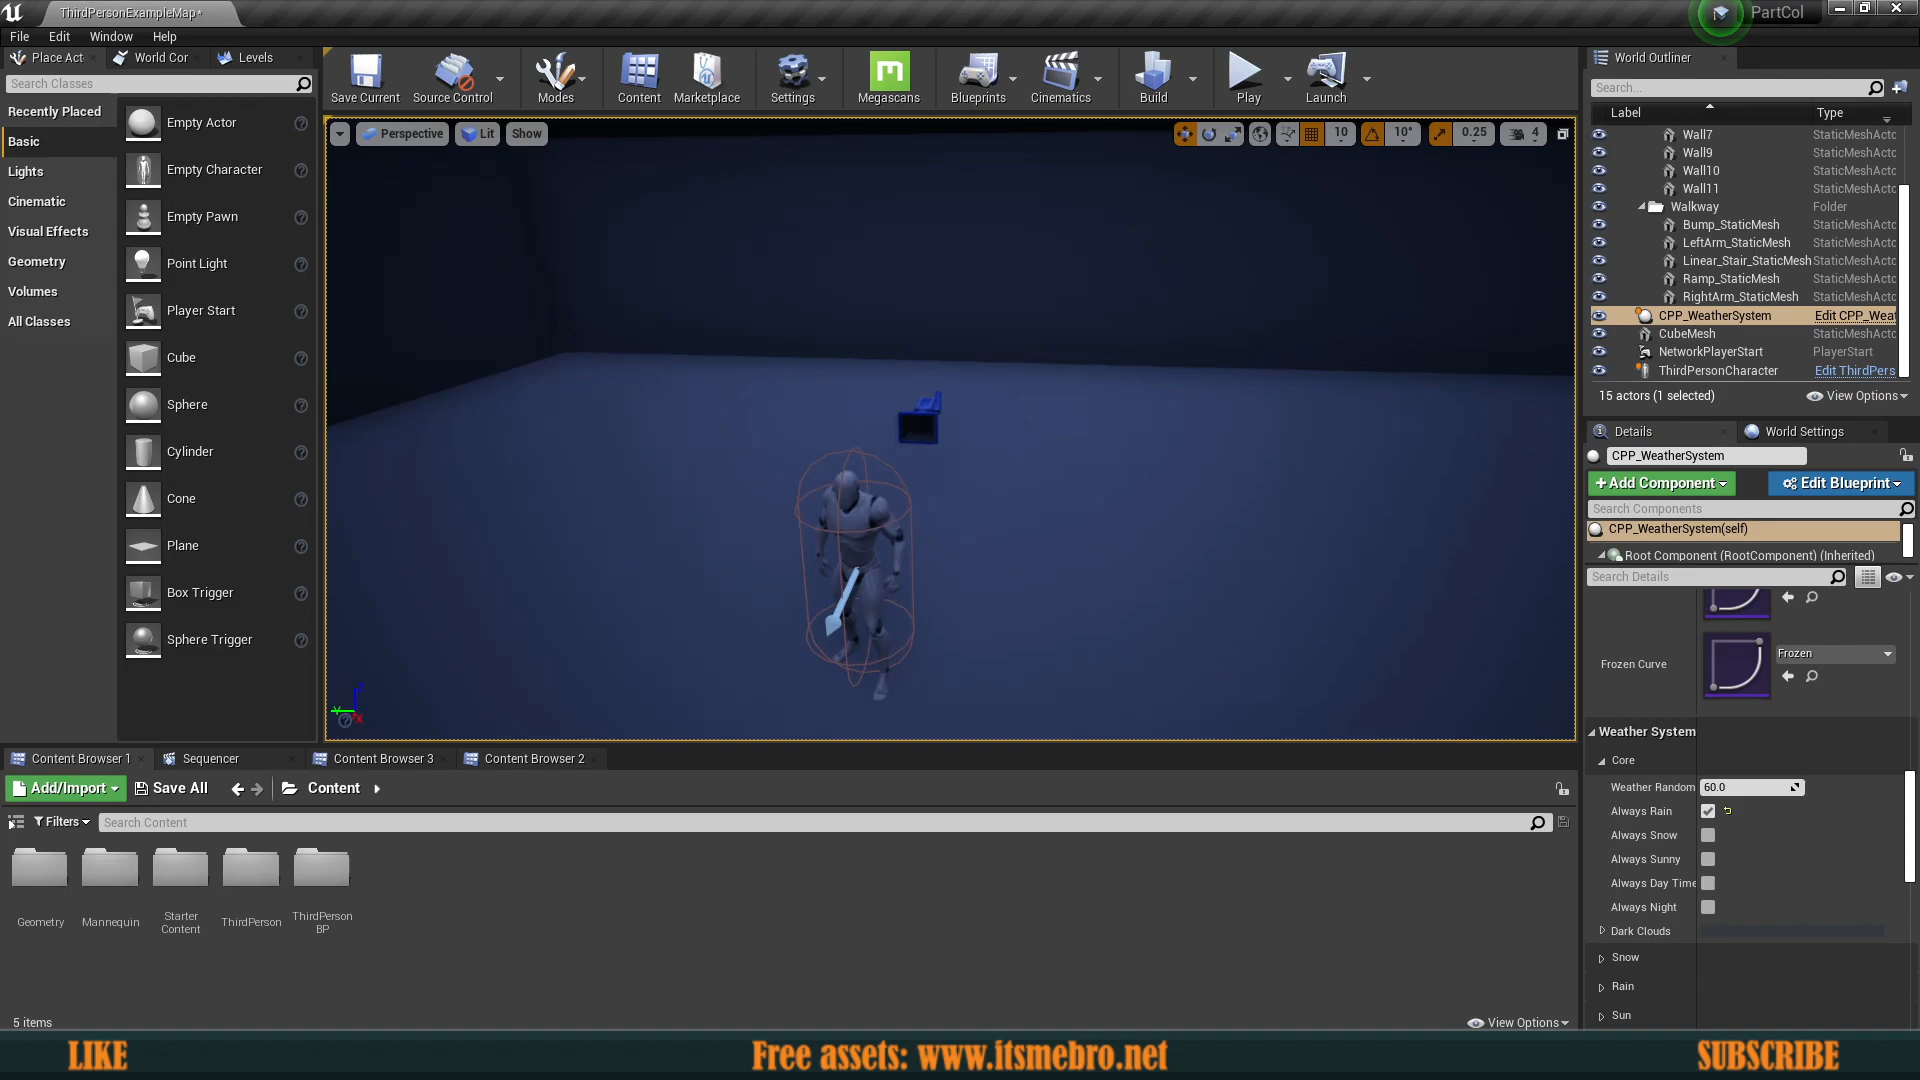 ThirdPersonExampleMap*
PartCol
File Edit Window Help
Place Act World Cor Levels
Search Classes
Recently Placed
Basic
Lights
Cinematic
Visual Effects
Geometry
Volumes
All Classes
Empty Actor
Empty Character
Empty Pawn
Point Light
Player Start
Cube
Sphere
Cylinder
Cone
Plane
Box Trigger
Sphere Trigger
Save Current Source Control Modes Content Marketplace Settings Megascans Blueprints Cinematics Build Play Launch
Perspective Lit Show 10 10° 0.25 4
World Outliner
Search...
Label Type
Wall7 StaticMeshActo
Wall9 StaticMeshActo
Wall10 StaticMeshActo
Wall11 StaticMeshActo
Walkway Folder
Bump_StaticMesh StaticMeshActo
LeftArm_StaticMesh StaticMeshActo
Linear_Stair_StaticMesh StaticMeshActo
Ramp_StaticMesh StaticMeshActo
RightArm_StaticMesh StaticMeshActo
CPP_WeatherSystem Edit CPP_Weat
CubeMesh StaticMeshActo
NetworkPlayerStart PlayerStart
ThirdPersonCharacter Edit ThirdPers
15 actors (1 selected) View Options
Details World Settings
CPP_WeatherSystem
+Add Component Edit Blueprint
Search Components
CPP_WeatherSystem(self)
Root Component (RootComponent) (Inherited)
Search Details
Frozen Curve Frozen
Weather System
Core
Weather Random 60.0
Always Rain
Always Snow
Always Sunny
Always Day Time
Always Night
Dark Clouds
Snow
Rain
Sun
Content Browser 1 Sequencer Content Browser 3 Content Browser 2
Add/Import Save All Content
Filters Search Content
Geometry
Mannequin
Starter
Content
ThirdPerson
ThirdPerson
BP
5 items View Options
LIKE Free assets: www.itsmebro.net SUBSCRIBE